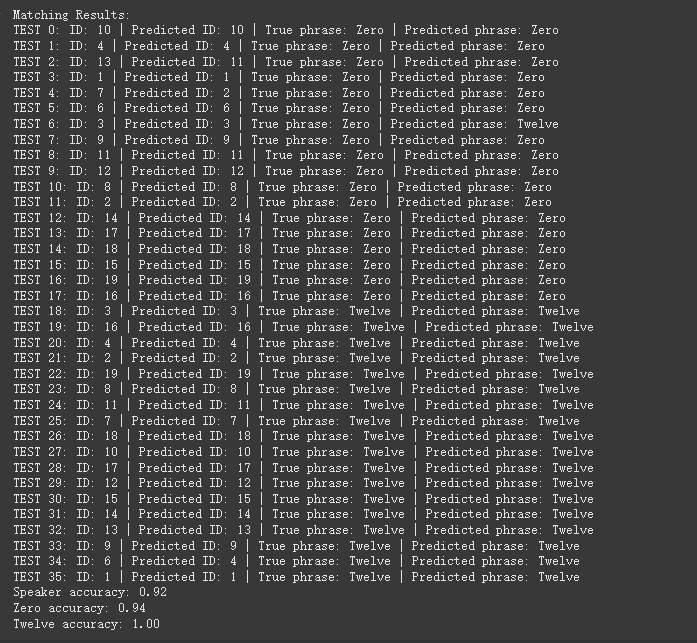 Matching Results:
TEST 0: ID: 10 | Predicted ID: 10 | True phrase: Zero | Predicted phrase: Zero
TEST 1: ID: 4 | Predicted ID: 4 | True phrase: Zero | Predicted phrase: Zero
TEST 2: ID: 13 | Predicted ID: 11 | True phrase: Zero | Predicted phrase: Zero
TEST 3: ID: 1 | Predicted ID: 1 | True phrase: Zero | Predicted phrase: Zero
TEST 4: ID: 7 | Predicted ID: 2 | True phrase: Zero | Predicted phrase: Zero
TEST 5: ID: 6 | Predicted ID: 6 | True phrase: Zero | Predicted phrase: Zero
TEST 6: ID: 3 | Predicted ID: 3 | True phrase: Zero | Predicted phrase: Twelve
TEST 7: ID: 9 | Predicted ID: 9 | True phrase: Zero | Predicted phrase: Zero
TEST 8: ID: 11 | Predicted ID: 11 | True phrase: Zero | Predicted phrase: Zero
TEST 9: ID: 12 | Predicted ID: 12 | True phrase: Zero | Predicted phrase: Zero
TEST 10: ID: 8 | Predicted ID: 8 | True phrase: Zero | Predicted phrase: Zero
TEST 11: ID: 2 | Predicted ID: 2 | True phrase: Zero | Predicted phrase: Zero
TEST 12: ID: 14 | Predicted ID: 14 | True phrase: Zero | Predicted phrase: Zero
TEST 13: ID: 17 | Predicted ID: 17 | True phrase: Zero | Predicted phrase: Zero
TEST 14: ID: 18 | Predicted ID: 18 | True phrase: Zero | Predicted phrase: Zero
TEST 15: ID: 15 | Predicted ID: 15 | True phrase: Zero | Predicted phrase: Zero
TEST 16: ID: 19 | Predicted ID: 19 | True phrase: Zero | Predicted phrase: Zero
TEST 17: ID: 16 | Predicted ID: 16 | True phrase: Zero | Predicted phrase: Zero
TEST 18: ID: 3 | Predicted ID: 3 | True phrase: Twelve | Predicted phrase: Twelve
TEST 19: ID: 16 | Predicted ID: 16 | True phrase: Twelve | Predicted phrase: Twelve
TEST 20: ID: 4 | Predicted ID: 4 | True phrase: Twelve | Predicted phrase: Twelve
TEST 21: ID: 2 | Predicted ID: 2 | True phrase: Twelve | Predicted phrase: Twelve
TEST 22: ID: 19 | Predicted ID: 19 | True phrase: Twelve | Predicted phrase: Twelve
TEST 23: ID: 8 | Predicted ID: 8 | True phrase: Twelve | Predicted phrase: Twelve
TEST 24: ID: 11 | Predicted ID: 11 | True phrase: Twelve | Predicted phrase: Twelve
TEST 25: ID: 7 | Predicted ID: 7 | True phrase: Twelve | Predicted phrase: Twelve
TEST 26: ID: 18 | Predicted ID: 18 | True phrase: Twelve | Predicted phrase: Twelve
TEST 27: ID: 10 | Predicted ID: 10 | True phrase: Twelve | Predicted phrase: Twelve
TEST 28: ID: 17 | Predicted ID: 17 | True phrase: Twelve | Predicted phrase: Twelve
TEST 29: ID: 12 | Predicted ID: 12 | True phrase: Twelve | Predicted phrase: Twelve
TEST 30: ID: 15 | Predicted ID: 15 | True phrase: Twelve | Predicted phrase: Twelve
TEST 31: ID: 14 | Predicted ID: 14 | True phrase: Twelve | Predicted phrase: Twelve
TEST 32: ID: 13 | Predicted ID: 13 | True phrase: Twelve | Predicted phrase: Twelve
TEST 33: ID: 9 | Predicted ID: 9 | True phrase: Twelve | Predicted phrase: Twelve
TEST 34: ID: 6 | Predicted ID: 4 | True phrase: Twelve | Predicted phrase: Twelve
TEST 35: ID: 1 | Predicted ID: 1 | True phrase: Twelve | Predicted phrase: Twelve
Speaker accuracy: 0.92
Zero accuracy: 0.94
Twelve accuracy: 1.00